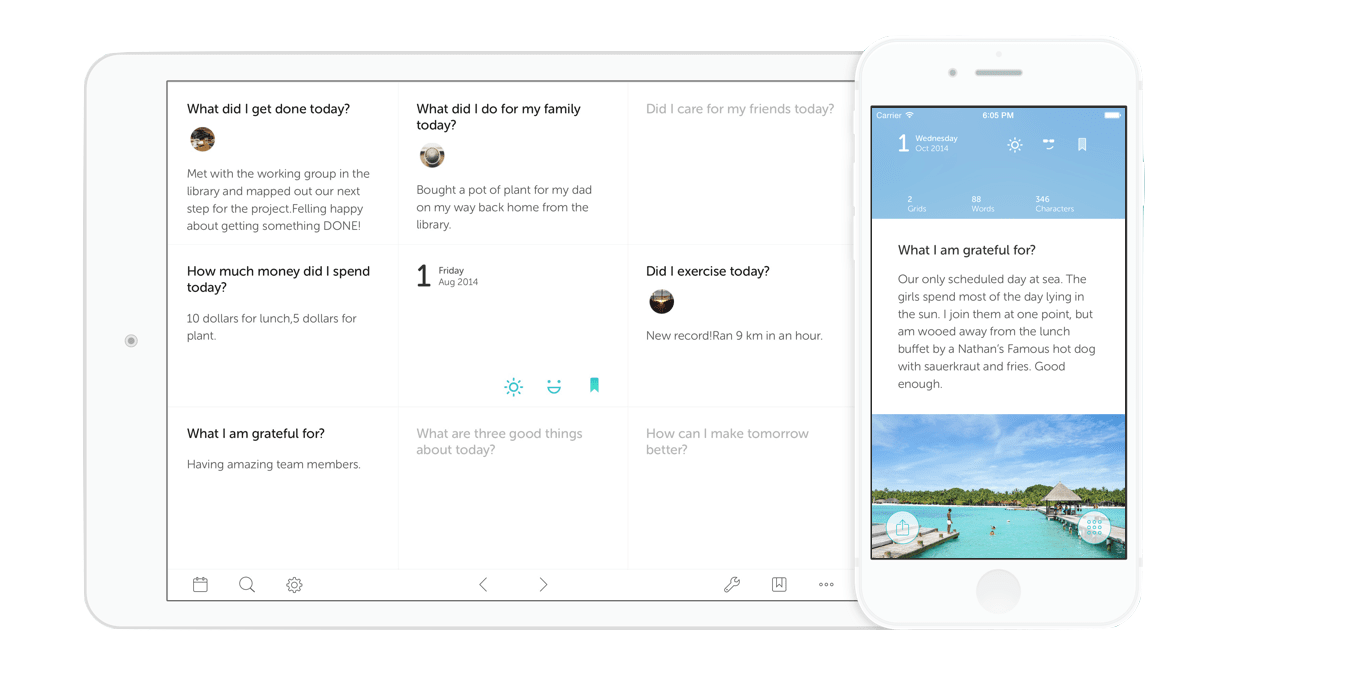 What did I get done today?
Met with the working group in the
library and mapped out our next
step for the project.Felling happy
about getting something DONE!
What did I do for my family
today?
Bought a pot of plant for my dad
on my way back home from the
library.
Did I care for my friends today?
How much money did I spend
today?
10 dollars for lunch,5 dollars for
plant.
1 Friday
Aug 2014
Did I exercise today?
New record!Ran 9 km in an hour.
What I am grateful for?
Having amazing team members.
What are three good things
about today?
How can I make tomorrow
better?
Carrier 6:05 PM
1 Wednesday
Oct 2014
2 88 346
Grids Words Characters
What I am grateful for?
Our only scheduled day at sea. The
girls spend most of the day lying in
the sun. I join them at one point, but
am wooed away from the lunch
buffet by a Nathan's Famous hot dog
with sauerkraut and fries. Good
enough.